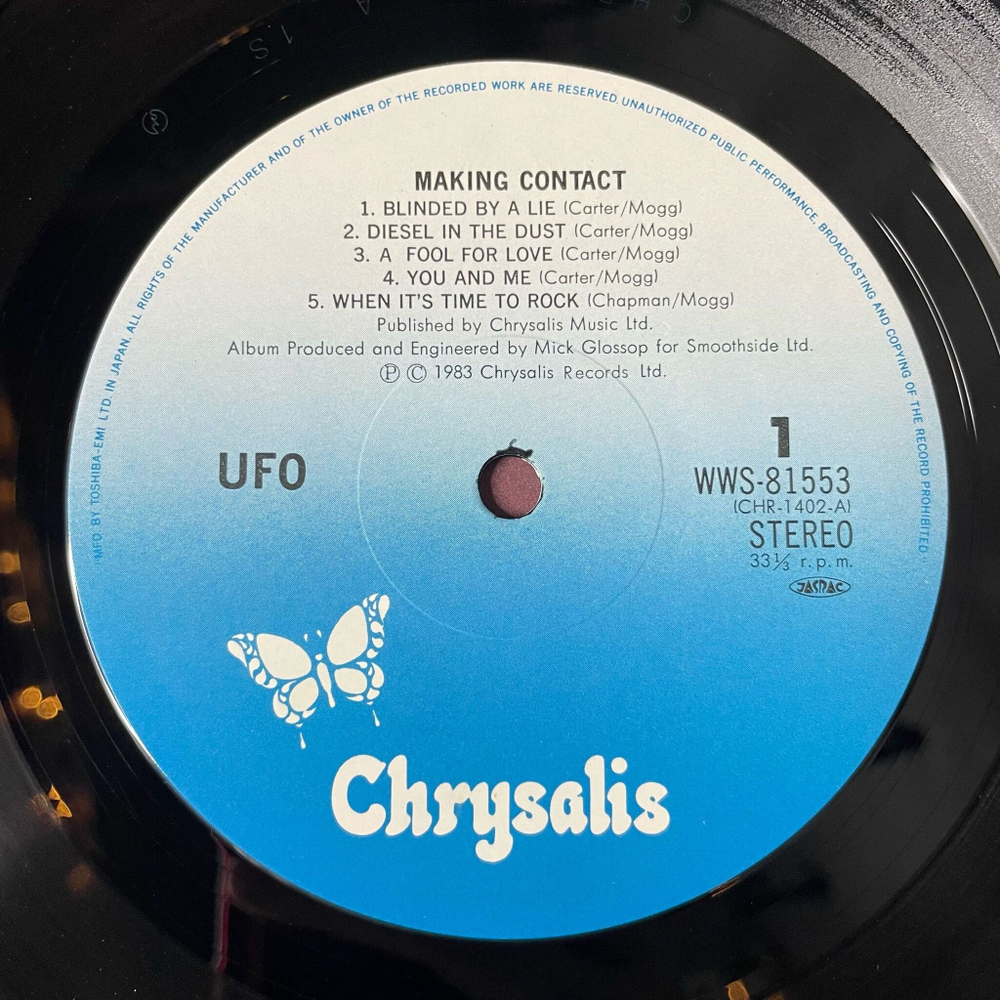 "MFD. BY TOSHIBA-EMI LTD. IN JAPAN. ALL RIGHTS OF THE MANUFACTURER AND OF THE OWNER OF THE RECORDED WORK ARE RESERVED. UNAUTHORIZED PUBLIC PERFORMANCE, BROADCASTING AND COPYING OF THE RECORD PROHIBITED."
MAKING CONTACT
1. BLINDED BY A LIE (Carter/Mogg)
2. DIESEL IN THE DUST (Carter/Mogg)
3. A FOOL FOR LOVE (Carter/Mogg)
4. YOU AND ME (Carter/Mogg)
5. WHEN IT'S TIME TO ROCK (Chapman/Mogg)
Published by Chrysalis Music Ltd.
Album Produced and Engineered by Mick Glossop for Smoothside Ltd.
Ⓟ Ⓒ 1983 Chrysalis Records Ltd.
UFO
1
WWS-81553
(CHR-1402-A)
STEREO
33⅓ r.p.m.
JASRAC
Chrysalis